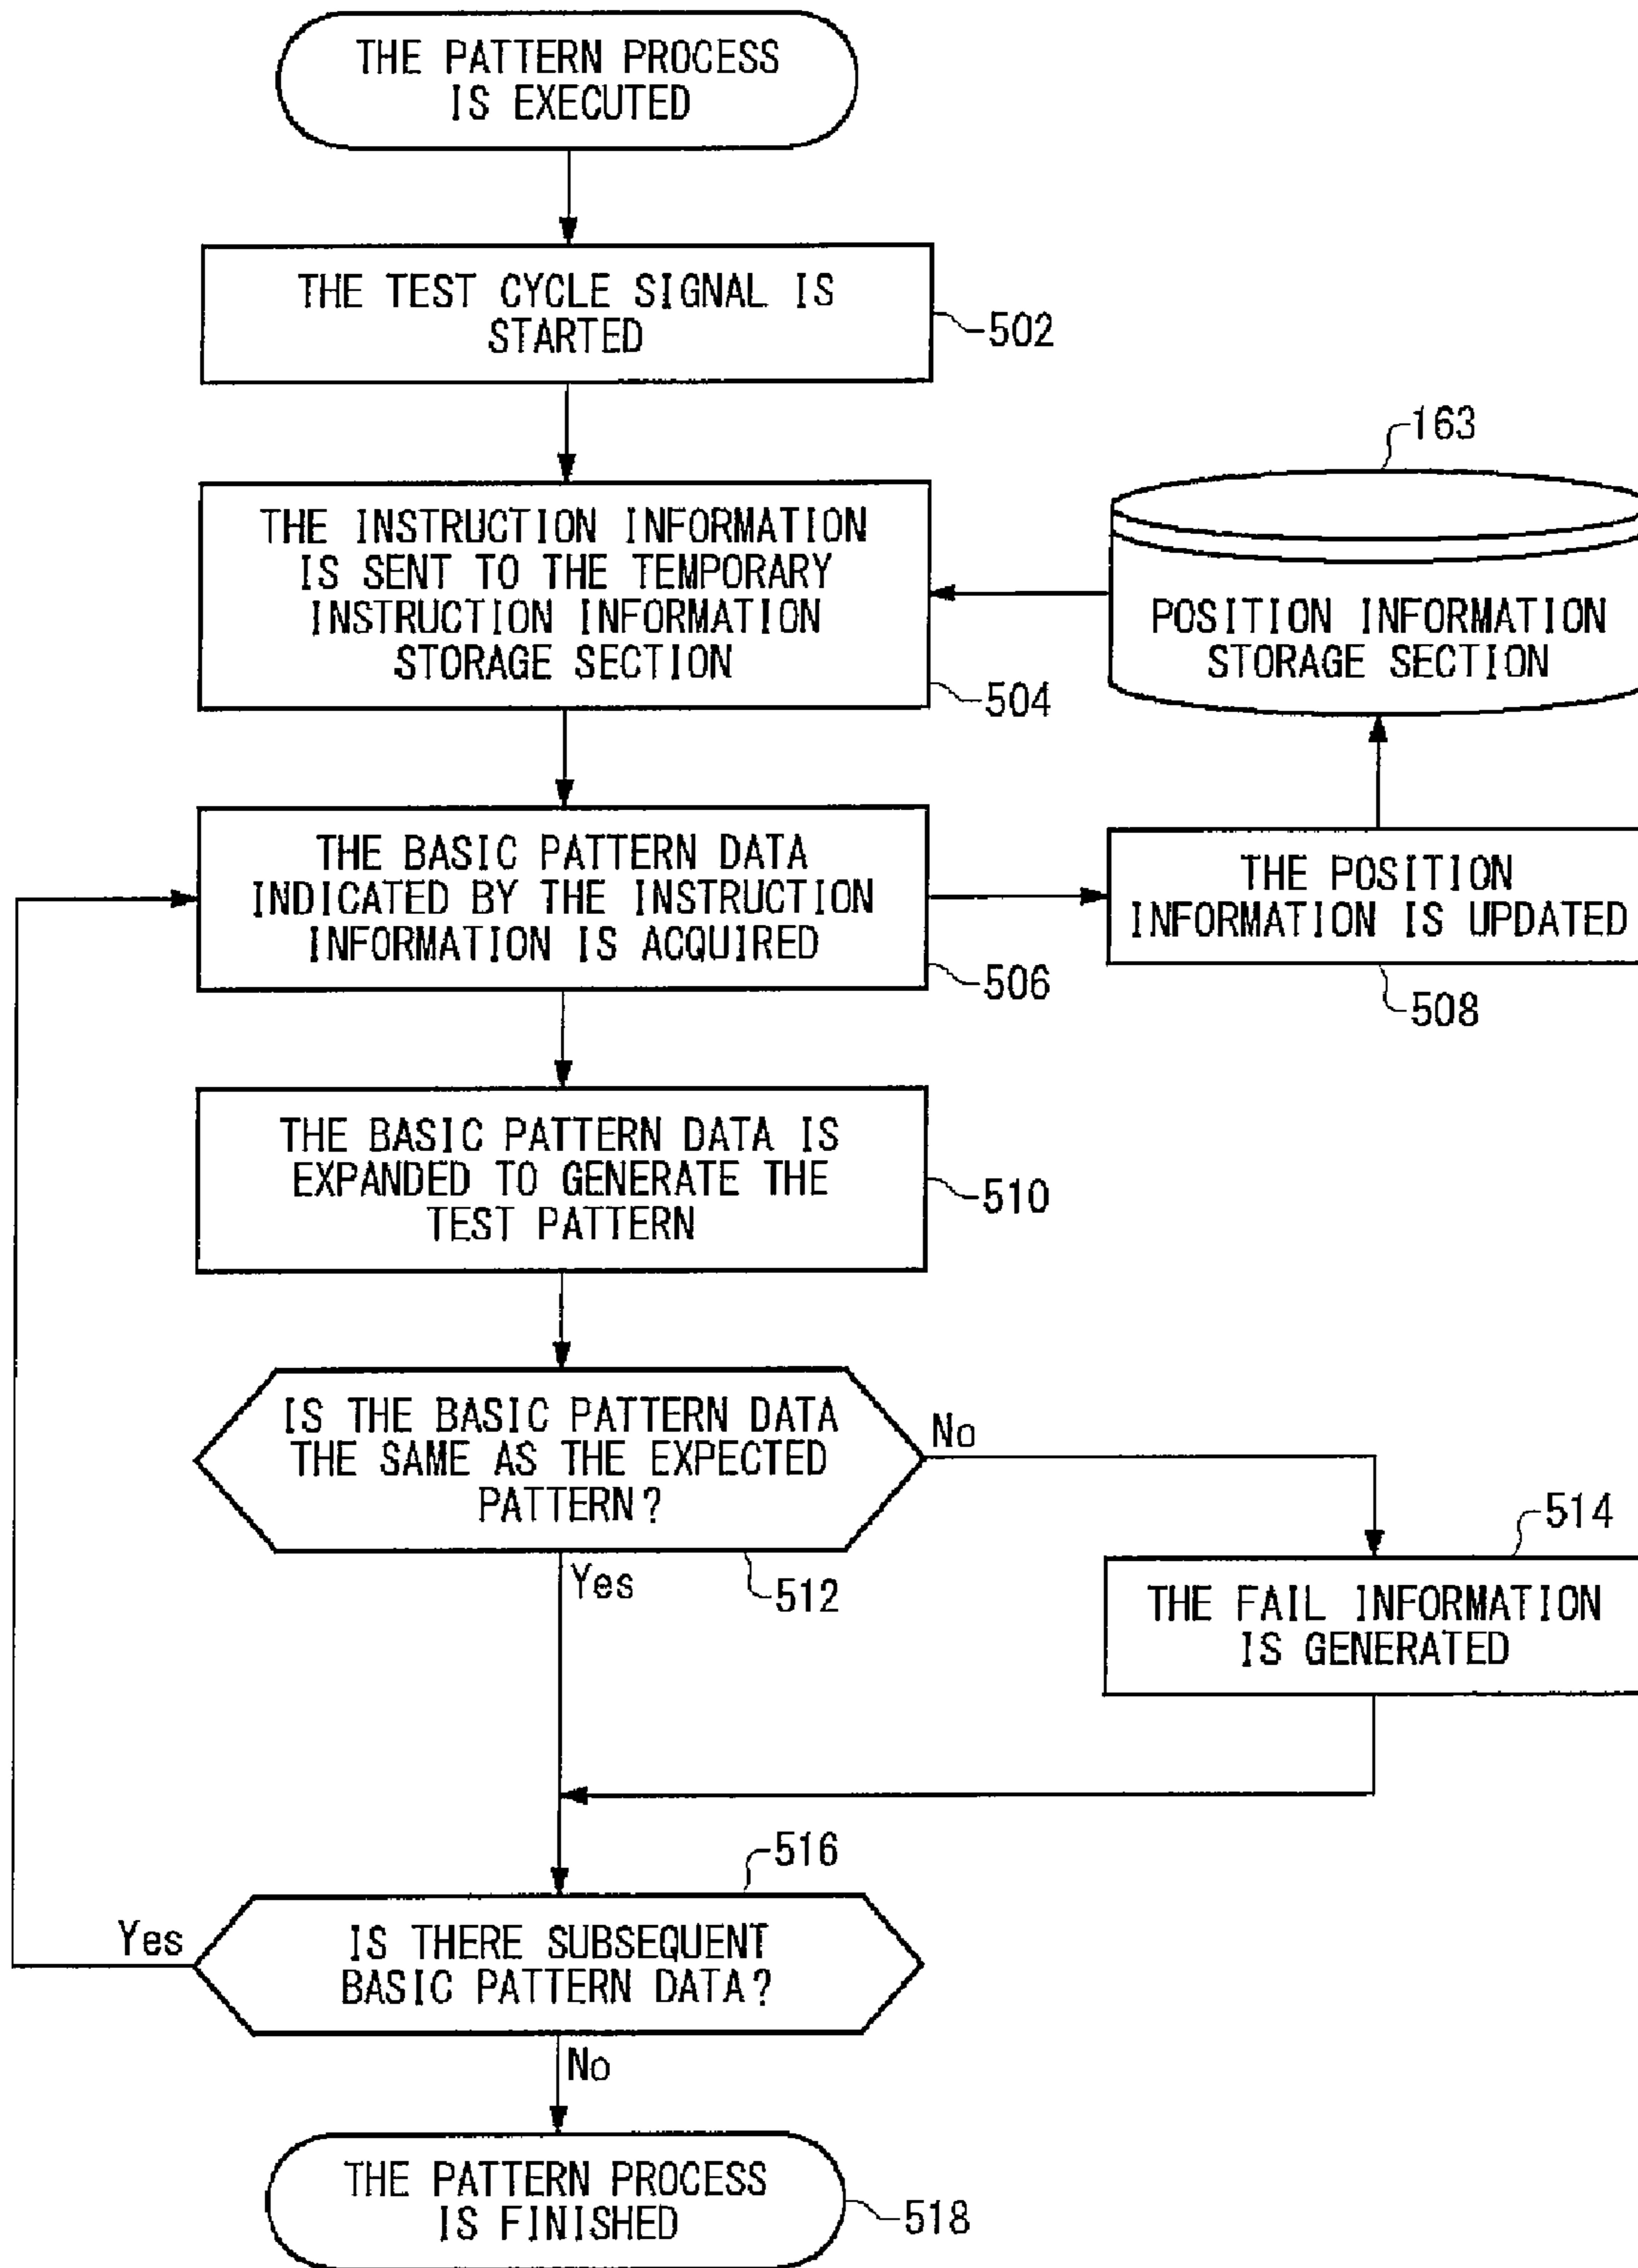 THE PATTERN PROCESS
IS EXECUTED
THE TEST CYCLE SIGNAL IS
STARTED
502
163
THE INSTRUCTION INFORMATION
IS SENT TO THE TEMPORARY
INSTRUCTION INFORMATION
STORAGE SECTION
504
POSITION INFORMATION
STORAGE SECTION
THE BASIC PATTERN DATA
INDICATED BY THE INSTRUCTION
INFORMATION IS ACQUIRED
506
THE POSITION
INFORMATION IS UPDATED
508
THE BASIC PATTERN DATA IS
EXPANDED TO GENERATE THE
TEST PATTERN
510
IS THE BASIC PATTERN DATA
THE SAME AS THE EXPECTED
PATTERN?
No
Yes
512
514
THE FAIL INFORMATION
IS GENERATED
516
Yes
IS THERE SUBSEQUENT
BASIC PATTERN DATA?
No
THE PATTERN PROCESS
IS FINISHED
518